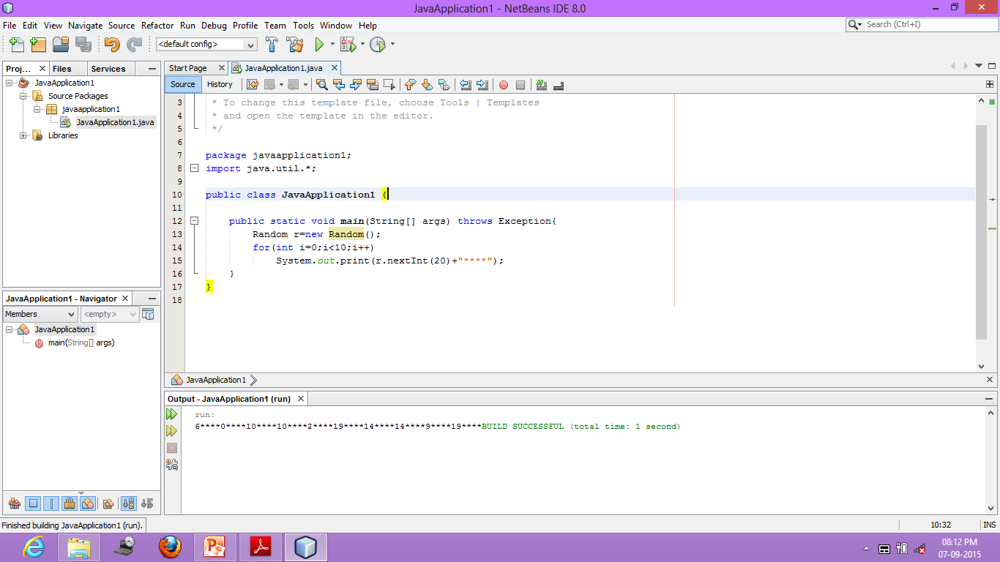 JavaApplication1 - NetBeans IDE 8.0
File Edit View Navigate Source Refactor Run Debug Profile Team Tools Window Help
Search (Ctrl+I)
<default config>
Proj... Files Services
JavaApplication1
Source Packages
javaapplication1
JavaApplication1.java
Libraries
JavaApplication1 - Navigator
Members <empty>
JavaApplication1
main(String[] args)
Start Page JavaApplication1.java
Source History
3 * To change this template file, choose Tools | Templates
4 * and open the template in the editor.
5 */
6
7 package javaapplication1;
8 import java.util.*;
9
10 public class JavaApplication1 {
11
12 public static void main(String[] args) throws Exception{
13 Random r=new Random();
14 for(int i=0;i<10;i++)
15 System.out.print(r.nextInt(20)+"****");
16 }
17 }
18
JavaApplication1
Output - JavaApplication1 (run)
run:
6****0****10****10****2****19****14****14****9****19****BUILD SUCCESSFUL (total time: 1 second)
Finished building JavaApplication1 (run).
10:32 INS
08:12 PM
07-09-2015